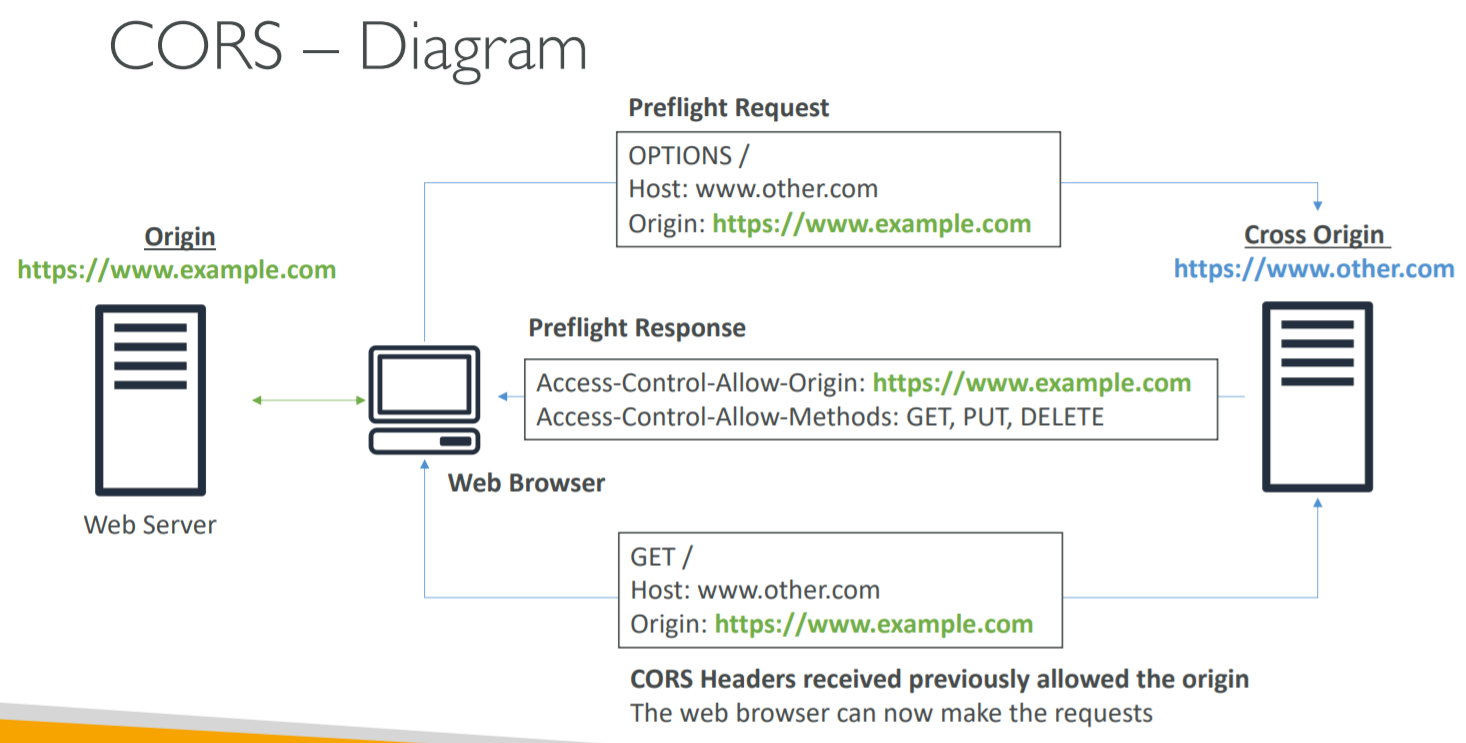 CORS – Diagram
Preflight Request
OPTIONS /
Host: www.other.com
Origin: https://www.example.com
Origin
https://www.example.com
Cross Origin
https://www.other.com
Preflight Response
Access-Control-Allow-Origin: https://www.example.com
Access-Control-Allow-Methods: GET, PUT, DELETE
Web Browser
Web Server
GET /
Host: www.other.com
Origin: https://www.example.com
CORS Headers received previously allowed the origin
The web browser can now make the requests